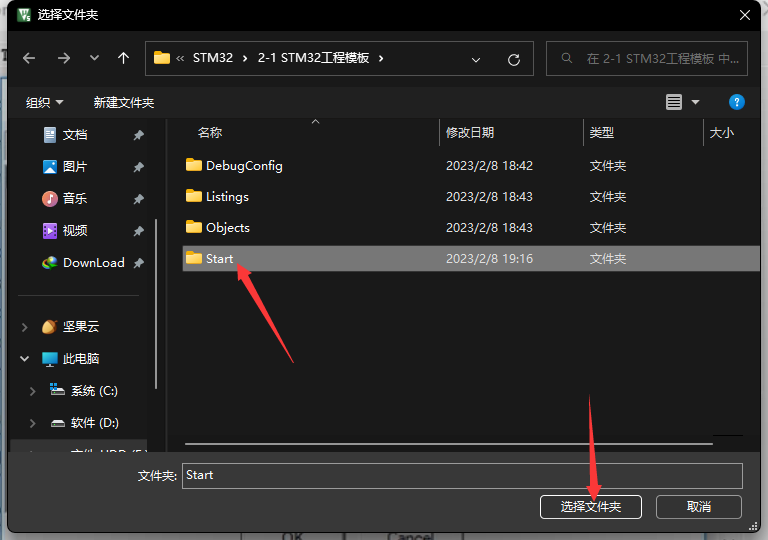 选择文件夹
« STM32 › 2-1 STM32工程模板 ›
在 2-1 STM32工程模板 中...
组织 新建文件夹
文档
图片
音乐
视频
DownLoad
坚果云
此电脑
系统 (C:)
软件 (D:)
名称 修改日期 类型 大小
DebugConfig 2023/2/8 18:42 文件夹
Listings 2023/2/8 18:43 文件夹
Objects 2023/2/8 18:43 文件夹
Start 2023/2/8 19:16 文件夹
文件夹: Start
选择文件夹 取消
OK Cancel